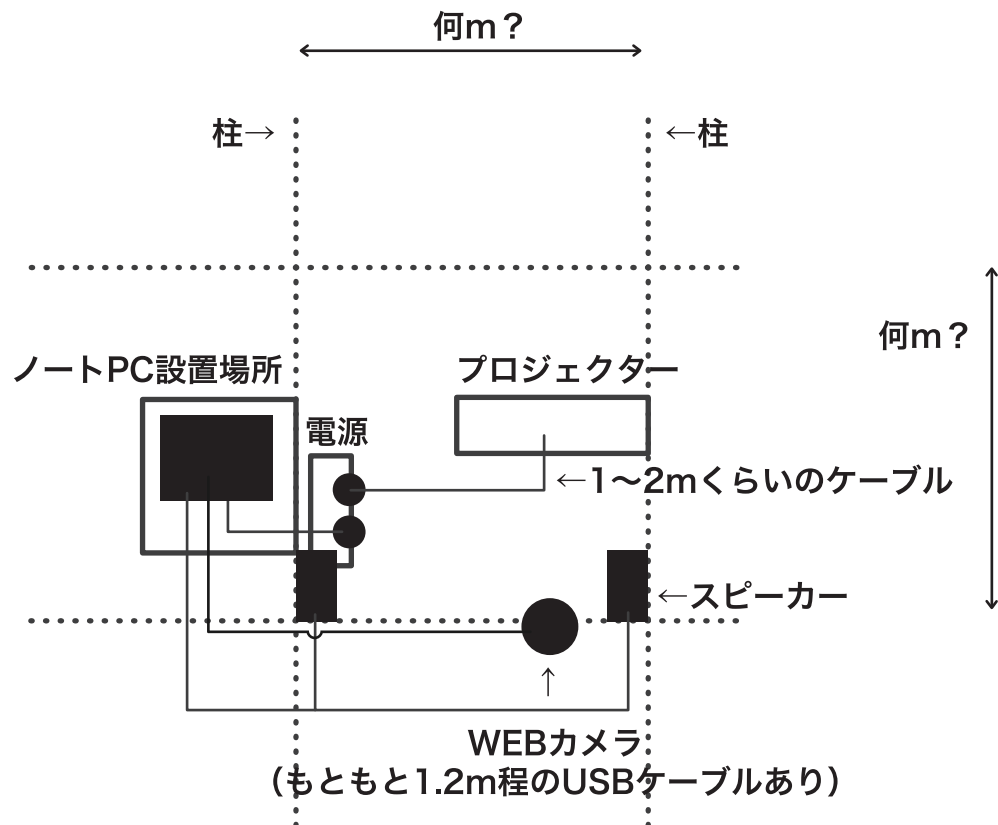 何m？
柱→
←柱
何m？
ノートPC設置場所
プロジェクター
電源
←1〜2mくらいのケーブル
←スピーカー
↑
WEBカメラ
（もともと1.2m程のUSBケーブルあり）